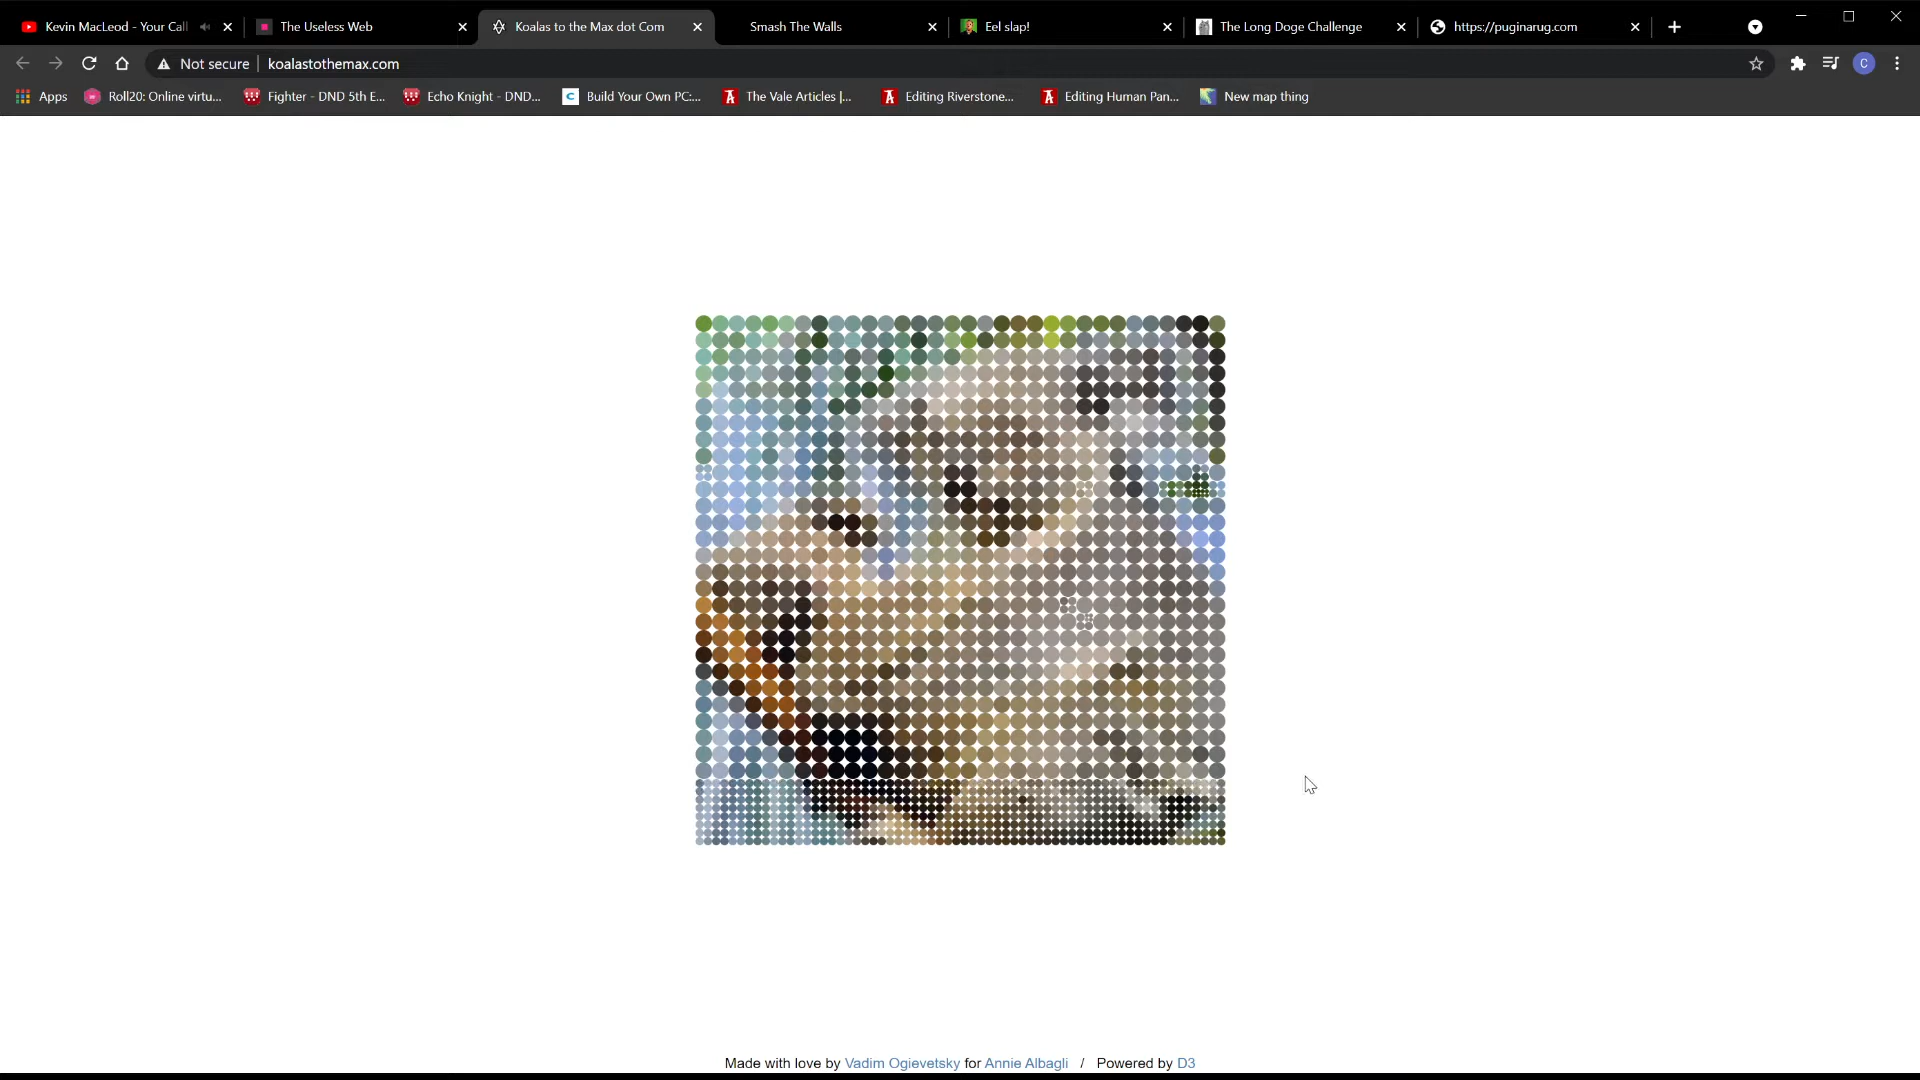 Kevin MacLeod - Your Call
The Useless Web
Koalas to the Max dot Com
Smash The Walls
Eel slap!
The Long Doge Challenge
https://puginarug.com
Not secure
koalastothemax.com
C
Apps
Roll20: Online virtu...
Fighter - DND 5th E...
Echo Knight - DND...
C
Build Your Own PC:...
The Vale Articles |...
Editing Riverstone...
Editing Human Pan...
New map thing
Made with love by Vadim Ogievetsky for Annie Albagli / Powered by D3